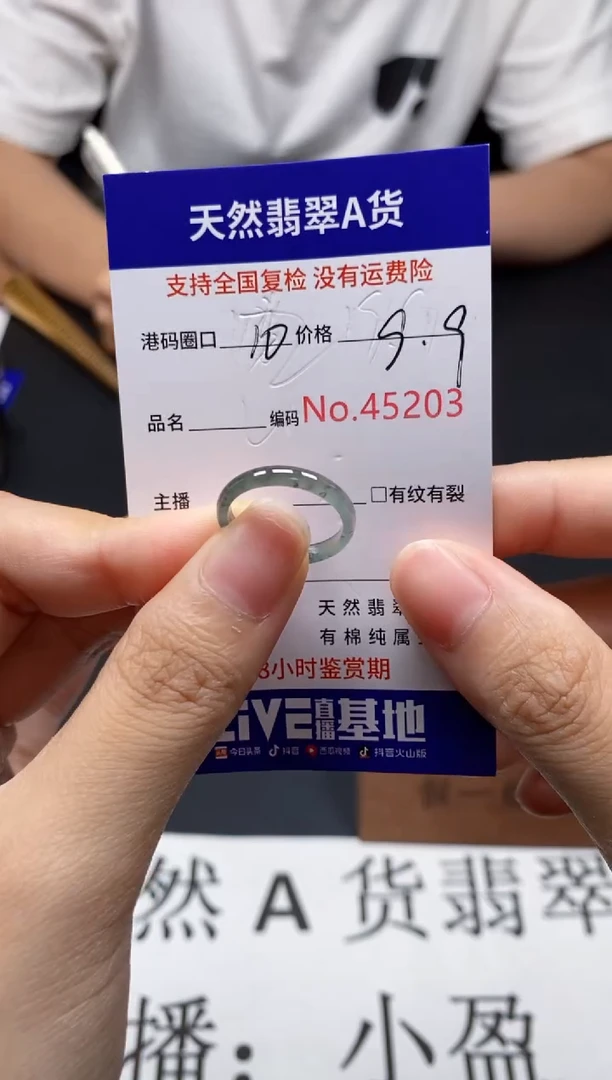 天然翡翠A货
支持全国复检 没有运费险
港码圈口 10 价格 9.9
品名 编码 No.45203
主播 □有纹有裂
天然翡翠
有棉纯属
8小时鉴赏期
LIVE直播基地
今日头条 抖音 西瓜视频 抖音火山版
然 A 货翡翠
播: 小盈